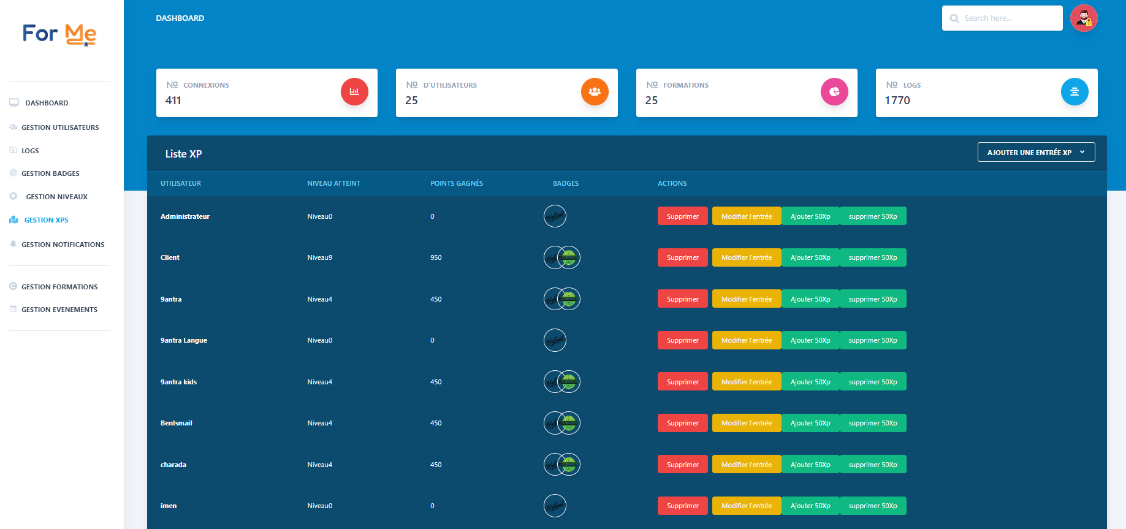 For Me
DASHBOARD
GESTION UTILISATEURS
LOGS
GESTION BADGES
GESTION NIVEAUX
GESTION XPS
GESTION NOTIFICATIONS
GESTION FORMATIONS
GESTION EVENEMENTS
DASHBOARD
Search here...
№ CONNEXIONS
411
№ D'UTILISATEURS
25
№ FORMATIONS
25
№ LOGS
1770
Liste XP
AJOUTER UNE ENTRÉE XP
UTILISATEUR NIVEAU ATTEINT POINTS GAGNÉS BADGES ACTIONS
Administrateur Niveau0 0 Supprimer Modifier l'entrée Ajouter 50Xp supprimer 50Xp
Client Niveau9 950 Supprimer Modifier l'entrée Ajouter 50Xp supprimer 50Xp
9antra Niveau4 450 Supprimer Modifier l'entrée Ajouter 50Xp supprimer 50Xp
9antra Langue Niveau0 0 Supprimer Modifier l'entrée Ajouter 50Xp supprimer 50Xp
9antra kids Niveau4 450 Supprimer Modifier l'entrée Ajouter 50Xp supprimer 50Xp
BentsmaiI Niveau4 450 Supprimer Modifier l'entrée Ajouter 50Xp supprimer 50Xp
charada Niveau4 450 Supprimer Modifier l'entrée Ajouter 50Xp supprimer 50Xp
imen Niveau0 0 Supprimer Modifier l'entrée Ajouter 50Xp supprimer 50Xp